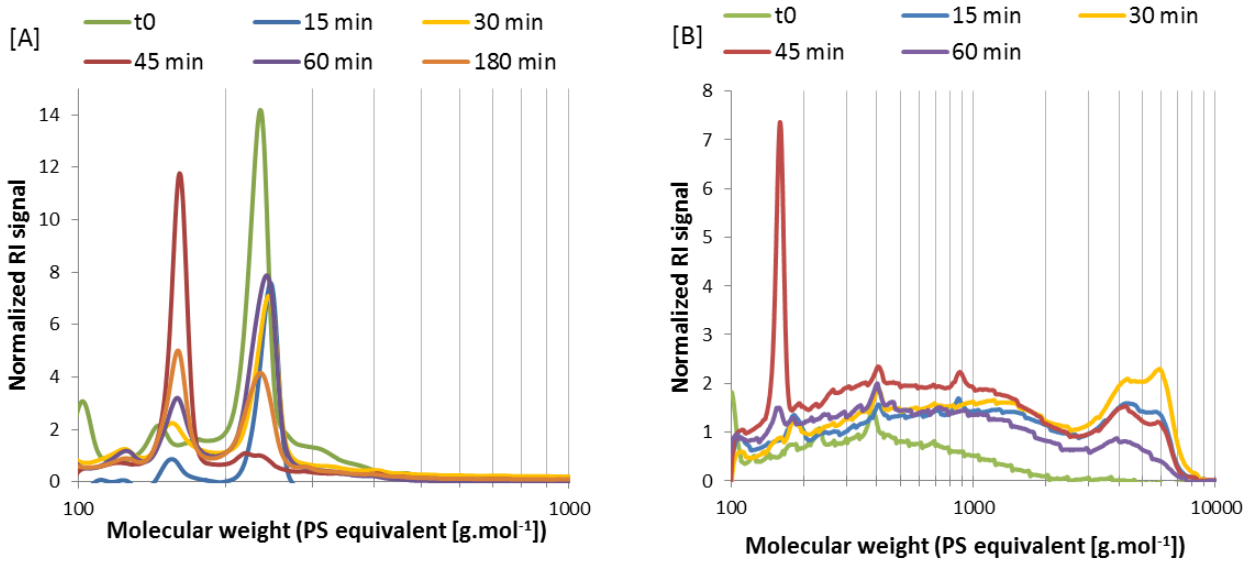 [A]
t0 15 min 30 min
45 min 60 min 180 min
14
12
10
8
6
4
2
0
Normalized RI signal
100 1000
Molecular weight (PS equivalent [g.mol-1])
[B]
t0 15 min 30 min
45 min 60 min
8
7
6
5
4
3
2
1
0
Normalized RI signal
100 1000 10000
Molecular weight (PS equivalent [g.mol-1])